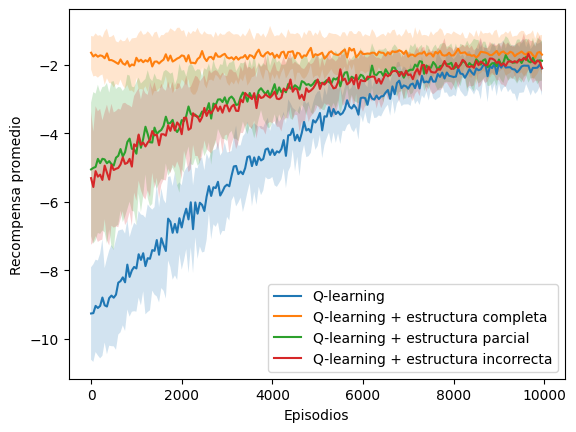 Recompensa promedio
−2
−4
−6
−8
−10
0
2000
4000
6000
8000
10000
Episodios
Q-learning
Q-learning + estructura completa
Q-learning + estructura parcial
Q-learning + estructura incorrecta